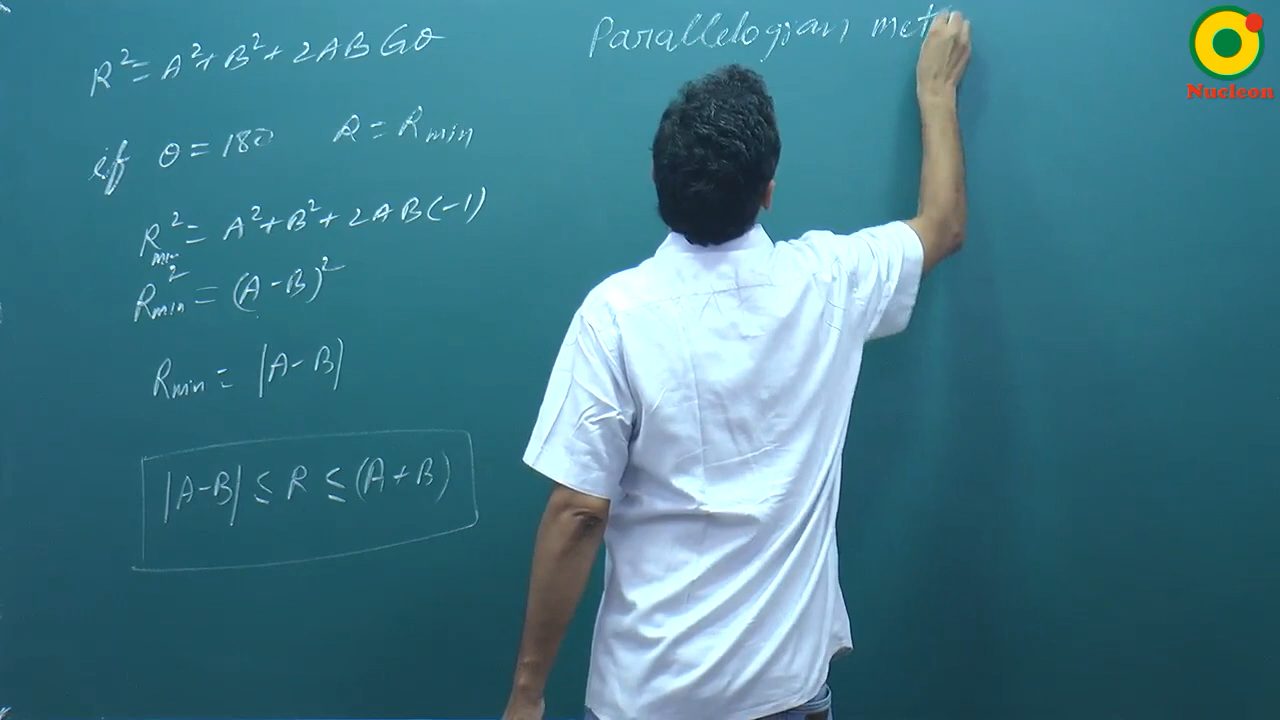 R² = A² + B² + 2AB Cosθ
if θ = 180 R = Rmin
R²min = A² + B² + 2AB(-1)
R²min = (A - B)²
Rmin = |A - B|
|A-B| ≤ R ≤ (A + B)
Parallelogram met
Nucleon